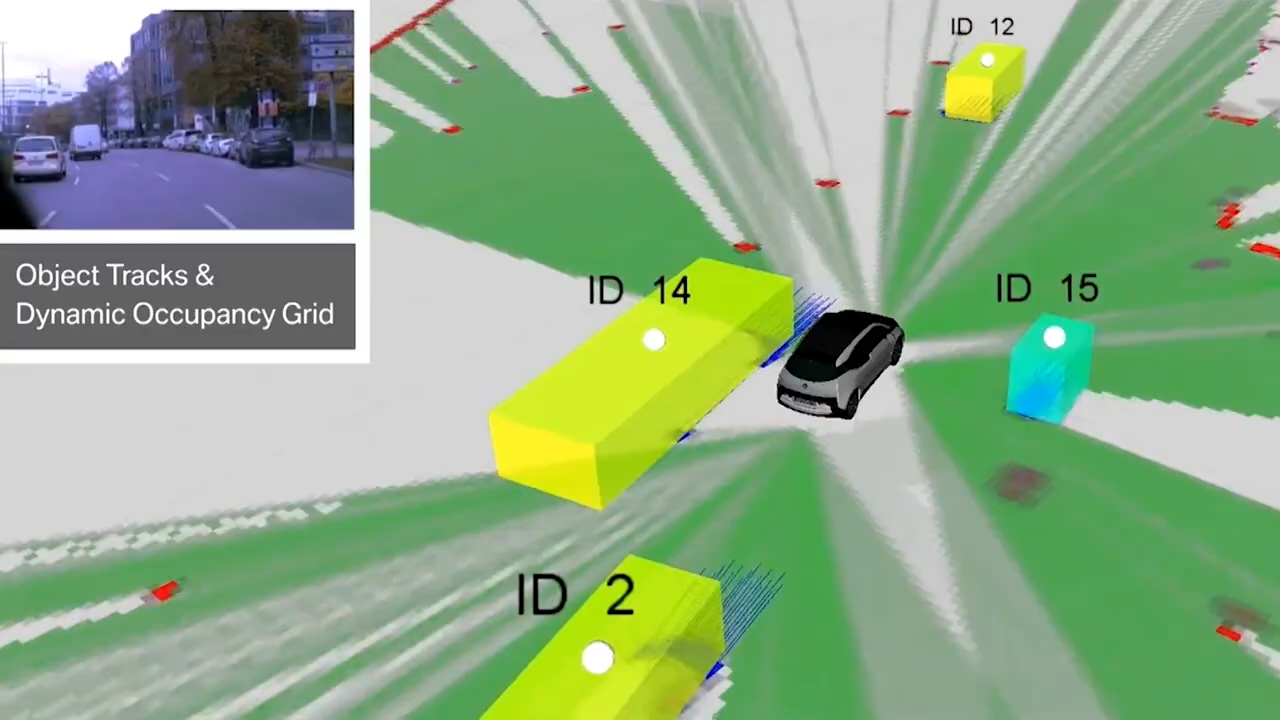 Object Tracks &
Dynamic Occupancy Grid
ID 12
ID 14
ID 15
ID 2